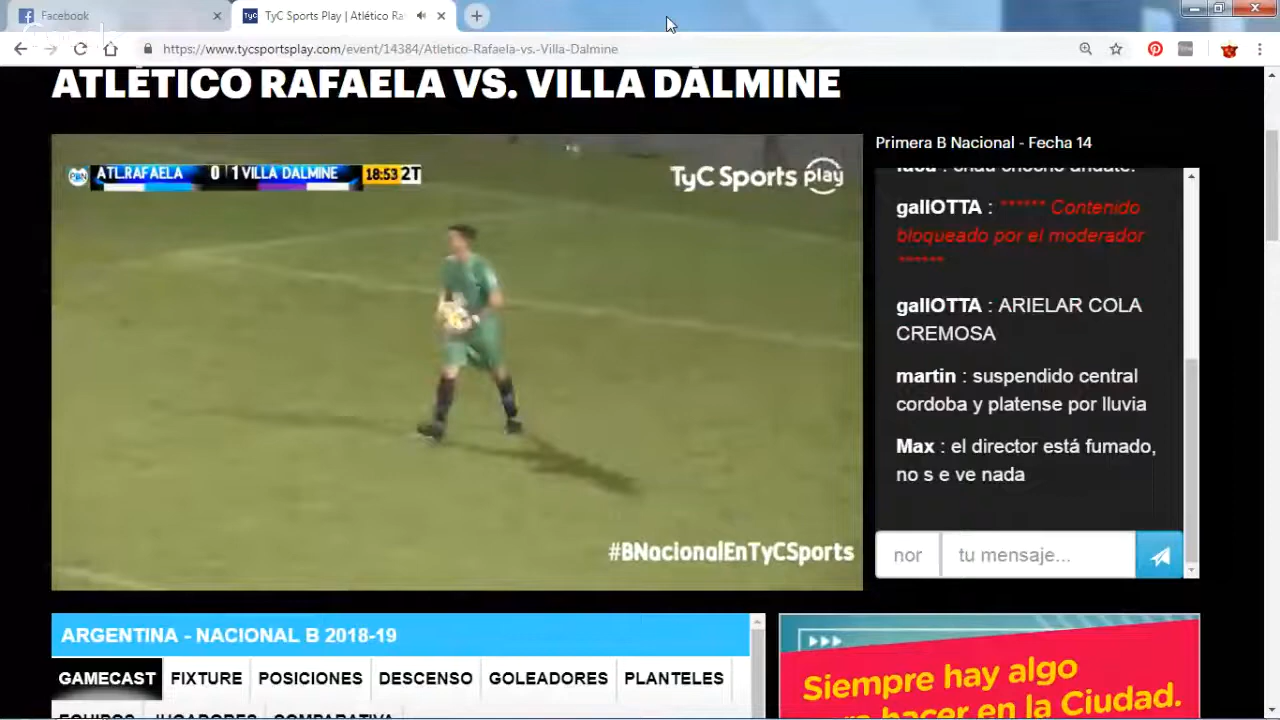 Facebook
TyC Sports Play | Atlético Ra
https://www.tycsportsplay.com/event/14384/Atletico-Rafaela-vs.-Villa-Dalmine
ATLÉTICO RAFAELA VS. VILLA DÁLMINE
PBN ATL.RAFAELA 0 1 VILLA DALMINE 18:53 2T
TyC Sports play
#BNacionalEnTyCSports
Primera B Nacional - Fecha 14
gallOTTA : ****** Contenido
bloqueado por el moderador
******
gallOTTA : ARIELAR COLA
CREMOSA
martin : suspendido central
cordoba y platense por lluvia
Max : el director está fumado,
no s e ve nada
nor tu mensaje...
ARGENTINA - NACIONAL B 2018-19
GAMECAST FIXTURE POSICIONES DESCENSO GOLEADORES PLANTELES
EQUIPOS JUGADORES COMPARATIVA
Siempre hay algo
hacer en la Ciudad.